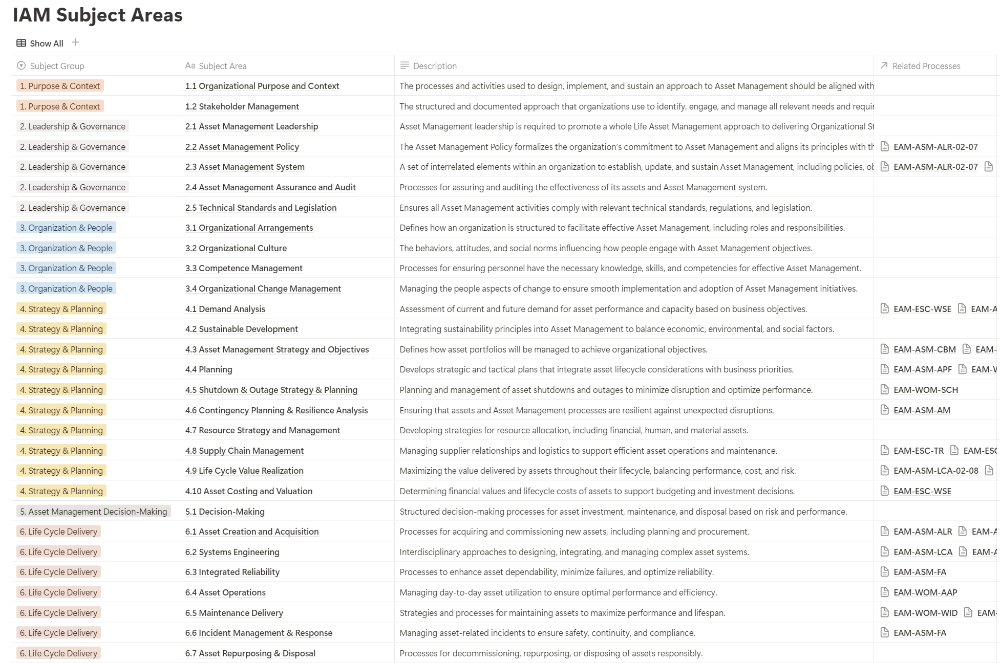 IAM Subject Areas
Show All
Subject Group Aa Subject Area Description Related Processes
1. Purpose & Context 1.1 Organizational Purpose and Context The processes and activities used to design, implement, and sustain an approach to Asset Management should be aligned with
1. Purpose & Context 1.2 Stakeholder Management The structured and documented approach that organizations use to identify, engage, and manage all relevant needs and
2. Leadership & Governance 2.1 Asset Management Leadership Asset Management leadership is required to promote a whole Life Asset Management approach to delivering Organizational
2. Leadership & Governance 2.2 Asset Management Policy The Asset Management Policy formalizes the organization's commitment to Asset Management and aligns its principles with EAM-ASM-ALR-02-07
2. Leadership & Governance 2.3 Asset Management System A set of interrelated elements within an organization to establish, update, and sustain Asset Management, including policies, EAM-ASM-ALR-02-07
2. Leadership & Governance 2.4 Asset Management Assurance and Audit Processes for assuring and auditing the effectiveness of its assets and Asset Management system.
2. Leadership & Governance 2.5 Technical Standards and Legislation Ensures all Asset Management activities comply with relevant technical standards, regulations, and legislation.
3. Organization & People 3.1 Organizational Arrangements Defines how an organization is structured to facilitate effective Asset Management, including roles and responsibilities.
3. Organization & People 3.2 Organizational Culture The behaviors, attitudes, and social norms influencing how people engage with Asset Management objectives.
3. Organization & People 3.3 Competence Management Processes for ensuring personnel have the necessary knowledge, skills, and competencies for effective Asset Management.
3. Organization & People 3.4 Organizational Change Management Managing the people aspects of change to ensure smooth implementation and adoption of Asset Management initiatives.
4. Strategy & Planning 4.1 Demand Analysis Assessment of current and future demand for asset performance and capacity based on business objectives. EAM-ESC-WSE
4. Strategy & Planning 4.2 Sustainable Development Integrating sustainability principles into Asset Management to balance economic, environmental, and social factors.
4. Strategy & Planning 4.3 Asset Management Strategy and Objectives Defines how asset portfolios will be managed to achieve organizational objectives. EAM-ASM-CBM EAM-
4. Strategy & Planning 4.4 Planning Develops strategic and tactical plans that integrate asset lifecycle considerations with business priorities. EAM-ASM-APF
4. Strategy & Planning 4.5 Shutdown & Outage Strategy & Planning Planning and management of asset shutdowns and outages to minimize disruption and optimize performance. EAM-WOM-SCH
4. Strategy & Planning 4.6 Contingency Planning & Resilience Analysis Ensuring that assets and Asset Management processes are resilient against unexpected disruptions. EAM-ASM-AM
4. Strategy & Planning 4.7 Resource Strategy and Management Developing strategies for resource allocation, including financial, human, and material assets.
4. Strategy & Planning 4.8 Supply Chain Management Managing supplier relationships and logistics to support efficient asset operations and maintenance. EAM-ESC-TR
4. Strategy & Planning 4.9 Life Cycle Value Realization Maximizing the value delivered by assets throughout their lifecycle, balancing performance, cost, and risk. EAM-ASM-LCA-02-08
4. Strategy & Planning 4.10 Asset Costing and Valuation Determining financial values and lifecycle costs of assets to support budgeting and investment decisions. EAM-ESC-WSE
5. Asset Management Decision-Making 5.1 Decision-Making Structured decision-making processes for asset investment, maintenance, and disposal based on risk and performance.
6. Life Cycle Delivery 6.1 Asset Creation and Acquisition Processes for acquiring and commissioning new assets, including planning and procurement. EAM-ASM-ALR
6. Life Cycle Delivery 6.2 Systems Engineering Interdisciplinary approaches to designing, integrating, and managing complex asset systems. EAM-ASM-LCA
6. Life Cycle Delivery 6.3 Integrated Reliability Processes to enhance asset dependability, minimize failures, and optimize reliability. EAM-ASM-FA
6. Life Cycle Delivery 6.4 Asset Operations Managing day-to-day asset utilization to ensure optimal performance and efficiency. EAM-WOM-AAP
6. Life Cycle Delivery 6.5 Maintenance Delivery Strategies and processes for maintaining assets to maximize performance and lifespan. EAM-WOM-WID EAM-
6. Life Cycle Delivery 6.6 Incident Management & Response Managing asset-related incidents to ensure safety, continuity, and compliance. EAM-ASM-FA
6. Life Cycle Delivery 6.7 Asset Repurposing & Disposal Processes for decommissioning, repurposing, or disposing of assets responsibly.